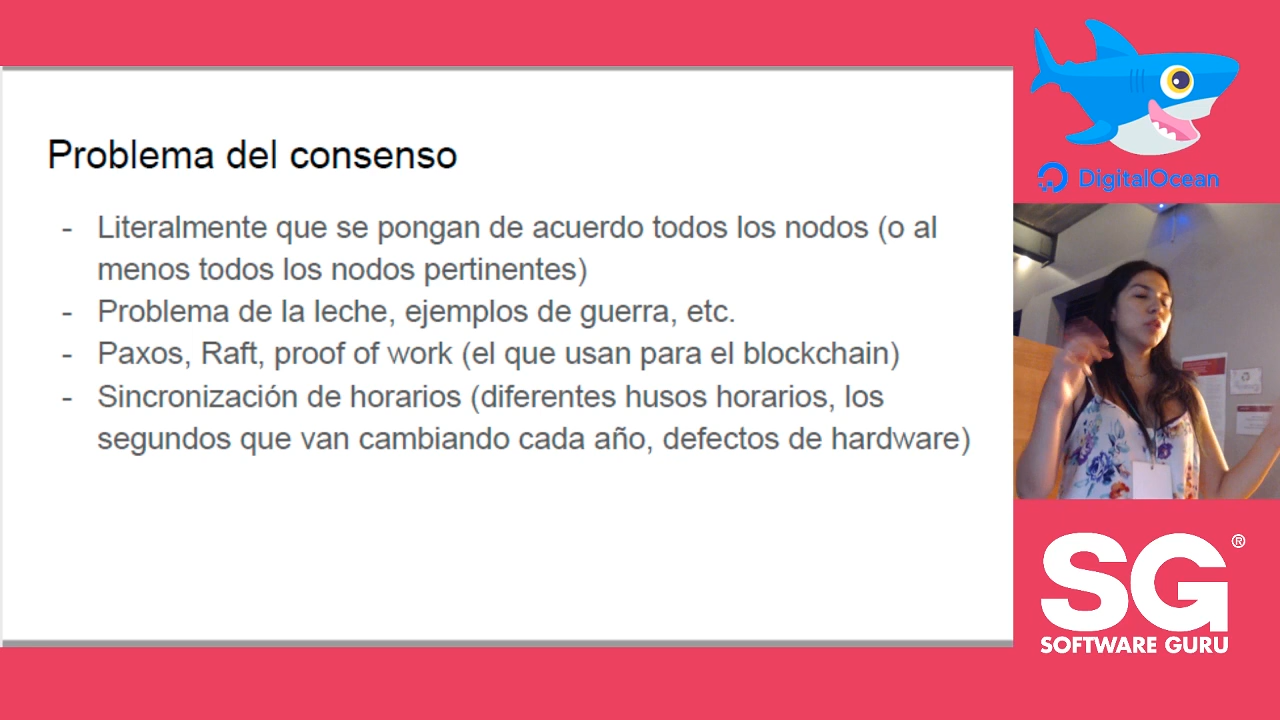 Problema del consenso
- Literalmente que se pongan de acuerdo todos los nodos (o al
menos todos los nodos pertinentes)
- Problema de la leche, ejemplos de guerra, etc.
- Paxos, Raft, proof of work (el que usan para el blockchain)
- Sincronización de horarios (diferentes husos horarios, los
segundos que van cambiando cada año, defectos de hardware)
DigitalOcean
SG®
SOFTWARE GURU